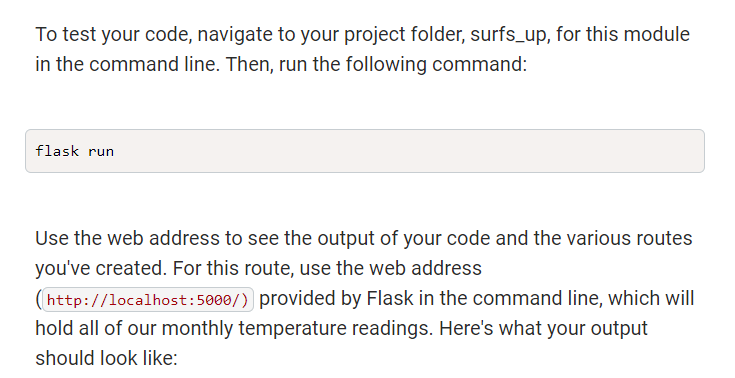 To test your code, navigate to your project folder, surfs_up, for this module
in the command line. Then, run the following command:
flask run
Use the web address to see the output of your code and the various routes
you've created. For this route, use the web address
(http://localhost:5000/) provided by Flask in the command line, which will
hold all of our monthly temperature readings. Here's what your output
should look like: